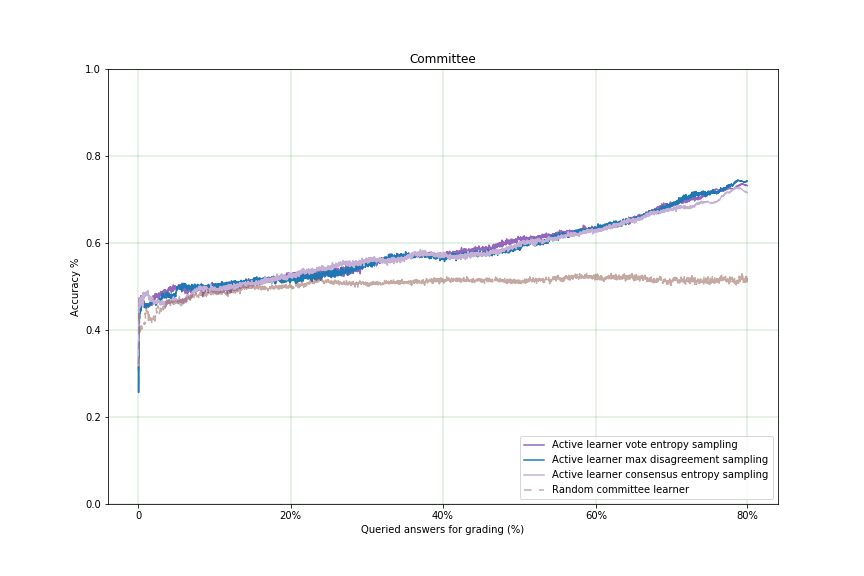 Committee
1.0
0.8
0.6
0.4
0.2
0.0
Accuracy %
0
20%
40%
60%
80%
Queried answers for grading (%)
Active learner vote entropy sampling
Active learner max disagreement sampling
Active learner consensus entropy sampling
Random committee learner